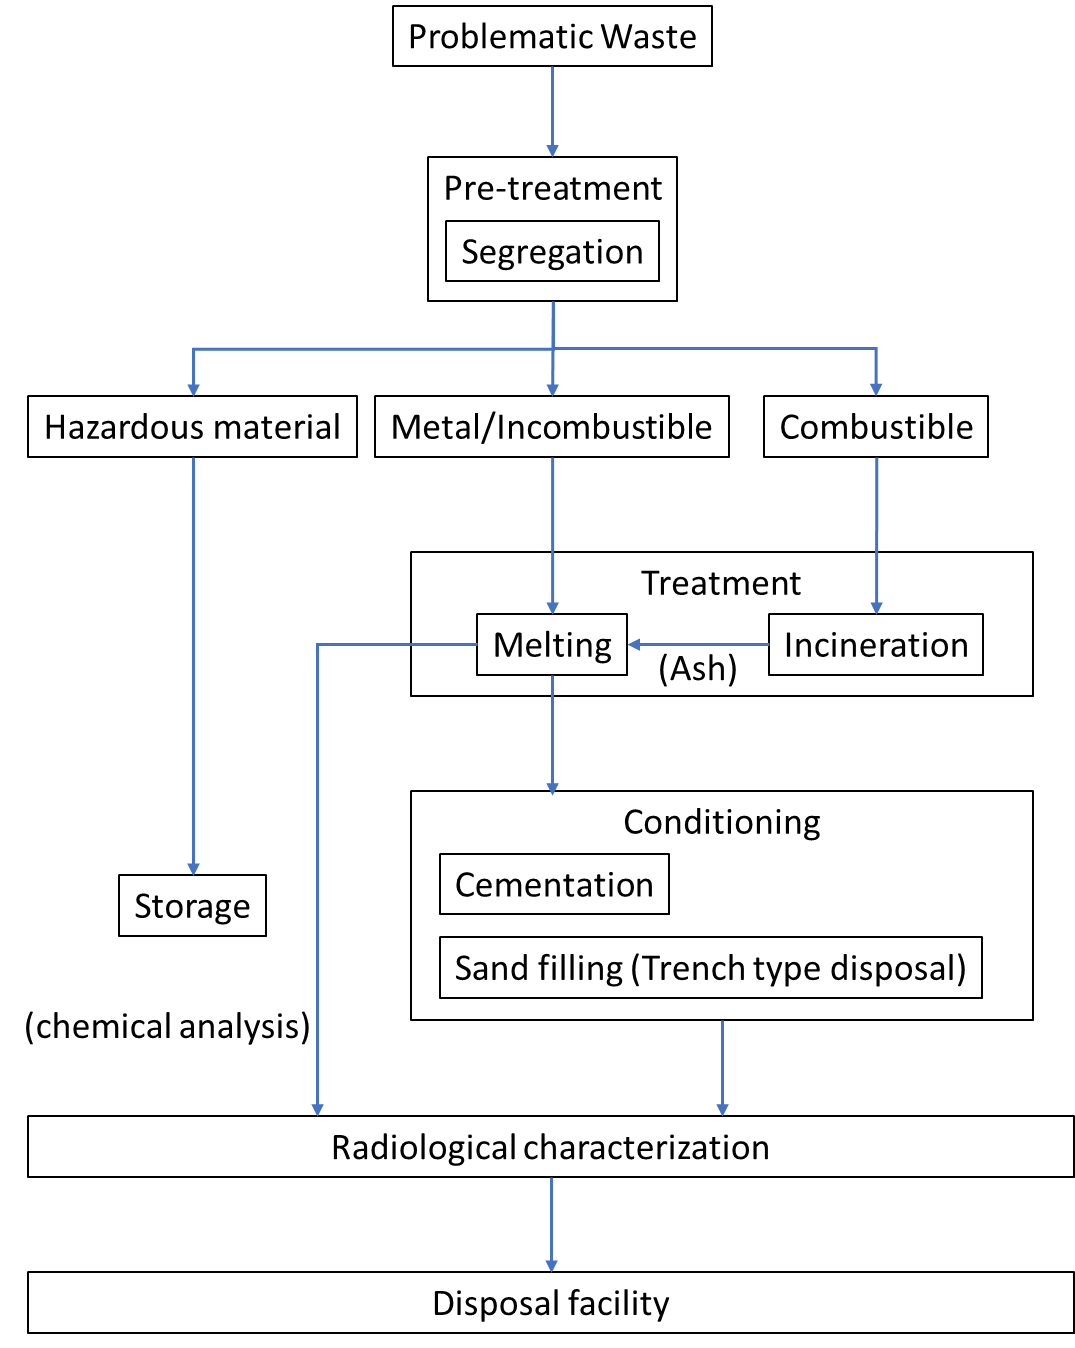 Problematic Waste
Pre-treatment
Segregation
Hazardous material
Metal/Incombustible
Combustible
Treatment
Melting
(Ash)
Incineration
Conditioning
Cementation
Storage
Sand filling (Trench type disposal)
(chemical analysis)
Radiological characterization
Disposal facility